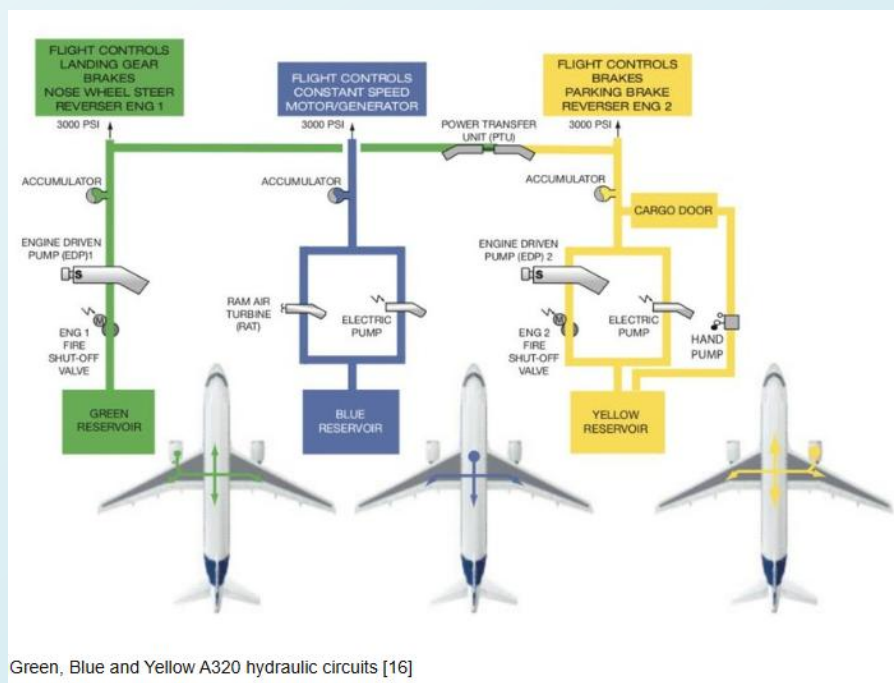 FLIGHT CONTROLS
LANDING GEAR
BRAKES
NOSE WHEEL STEER
REVERSER ENG 1
FLIGHT CONTROLS
CONSTANT SPEED
MOTOR/GENERATOR
FLIGHT CONTROLS
BRAKES
PARKING BRAKE
REVERSER ENG 2
3000 PSI
3000 PSI
POWER TRANSFER
UNIT (PTU)
3000 PSI
ACCUMULATOR
ACCUMULATOR
ACCUMULATOR
CARGO DOOR
ENGINE DRIVEN
PUMP (EDP)1
S
ENGINE DRIVEN
PUMP (EDP) 2
S
RAM AIR
TURBINE
(RAT)
ELECTRIC
PUMP
M
ENG 1
FIRE
SHUT-OFF
VALVE
M
ENG 2
FIRE
SHUT-OFF
VALVE
ELECTRIC
PUMP
HAND
PUMP
GREEN
RESERVOIR
BLUE
RESERVOIR
YELLOW
RESERVOIR
Green, Blue and Yellow A320 hydraulic circuits [16]